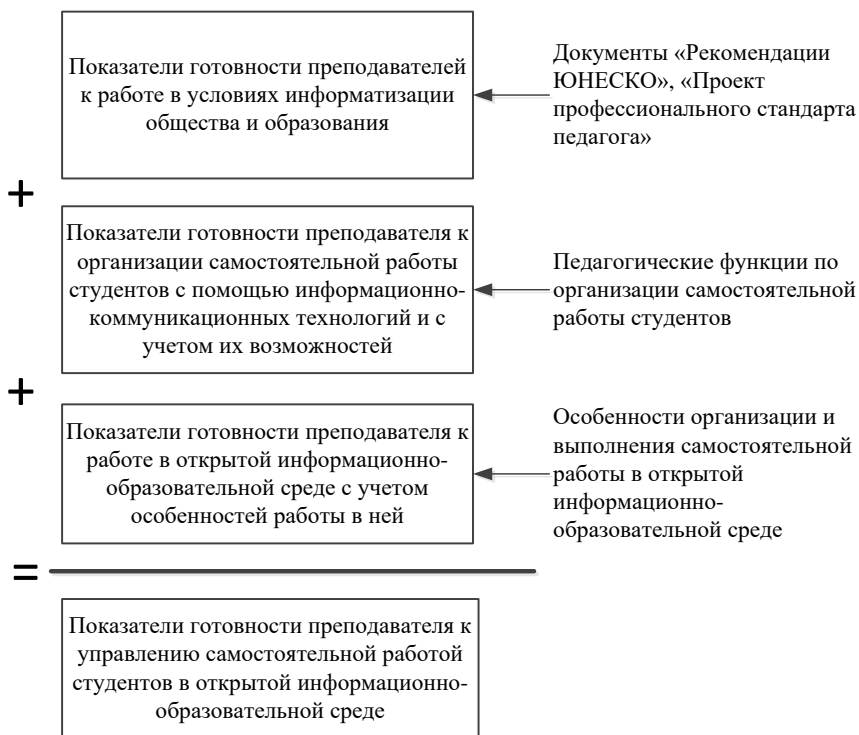 Показатели готовности преподавателей
к работе в условиях информатизации
общества и образования
Документы «Рекомендации
ЮНЕСКО», «Проект
профессионального стандарта
педагога»
+
Показатели готовности преподавателя к
организации самостоятельной работы
студентов с помощью информационно-
коммуникационных технологий и с
учетом их возможностей
Педагогические функции по
организации самостоятельной
работы студентов
+
Показатели готовности преподавателя к
работе в открытой информационно-
образовательной среде с учетом
особенностей работы в ней
Особенности организации и
выполнения самостоятельной
работы в открытой
информационно-
образовательной среде
=
Показатели готовности преподавателя к
управлению самостоятельной работой
студентов в открытой информационно-
образовательной среде